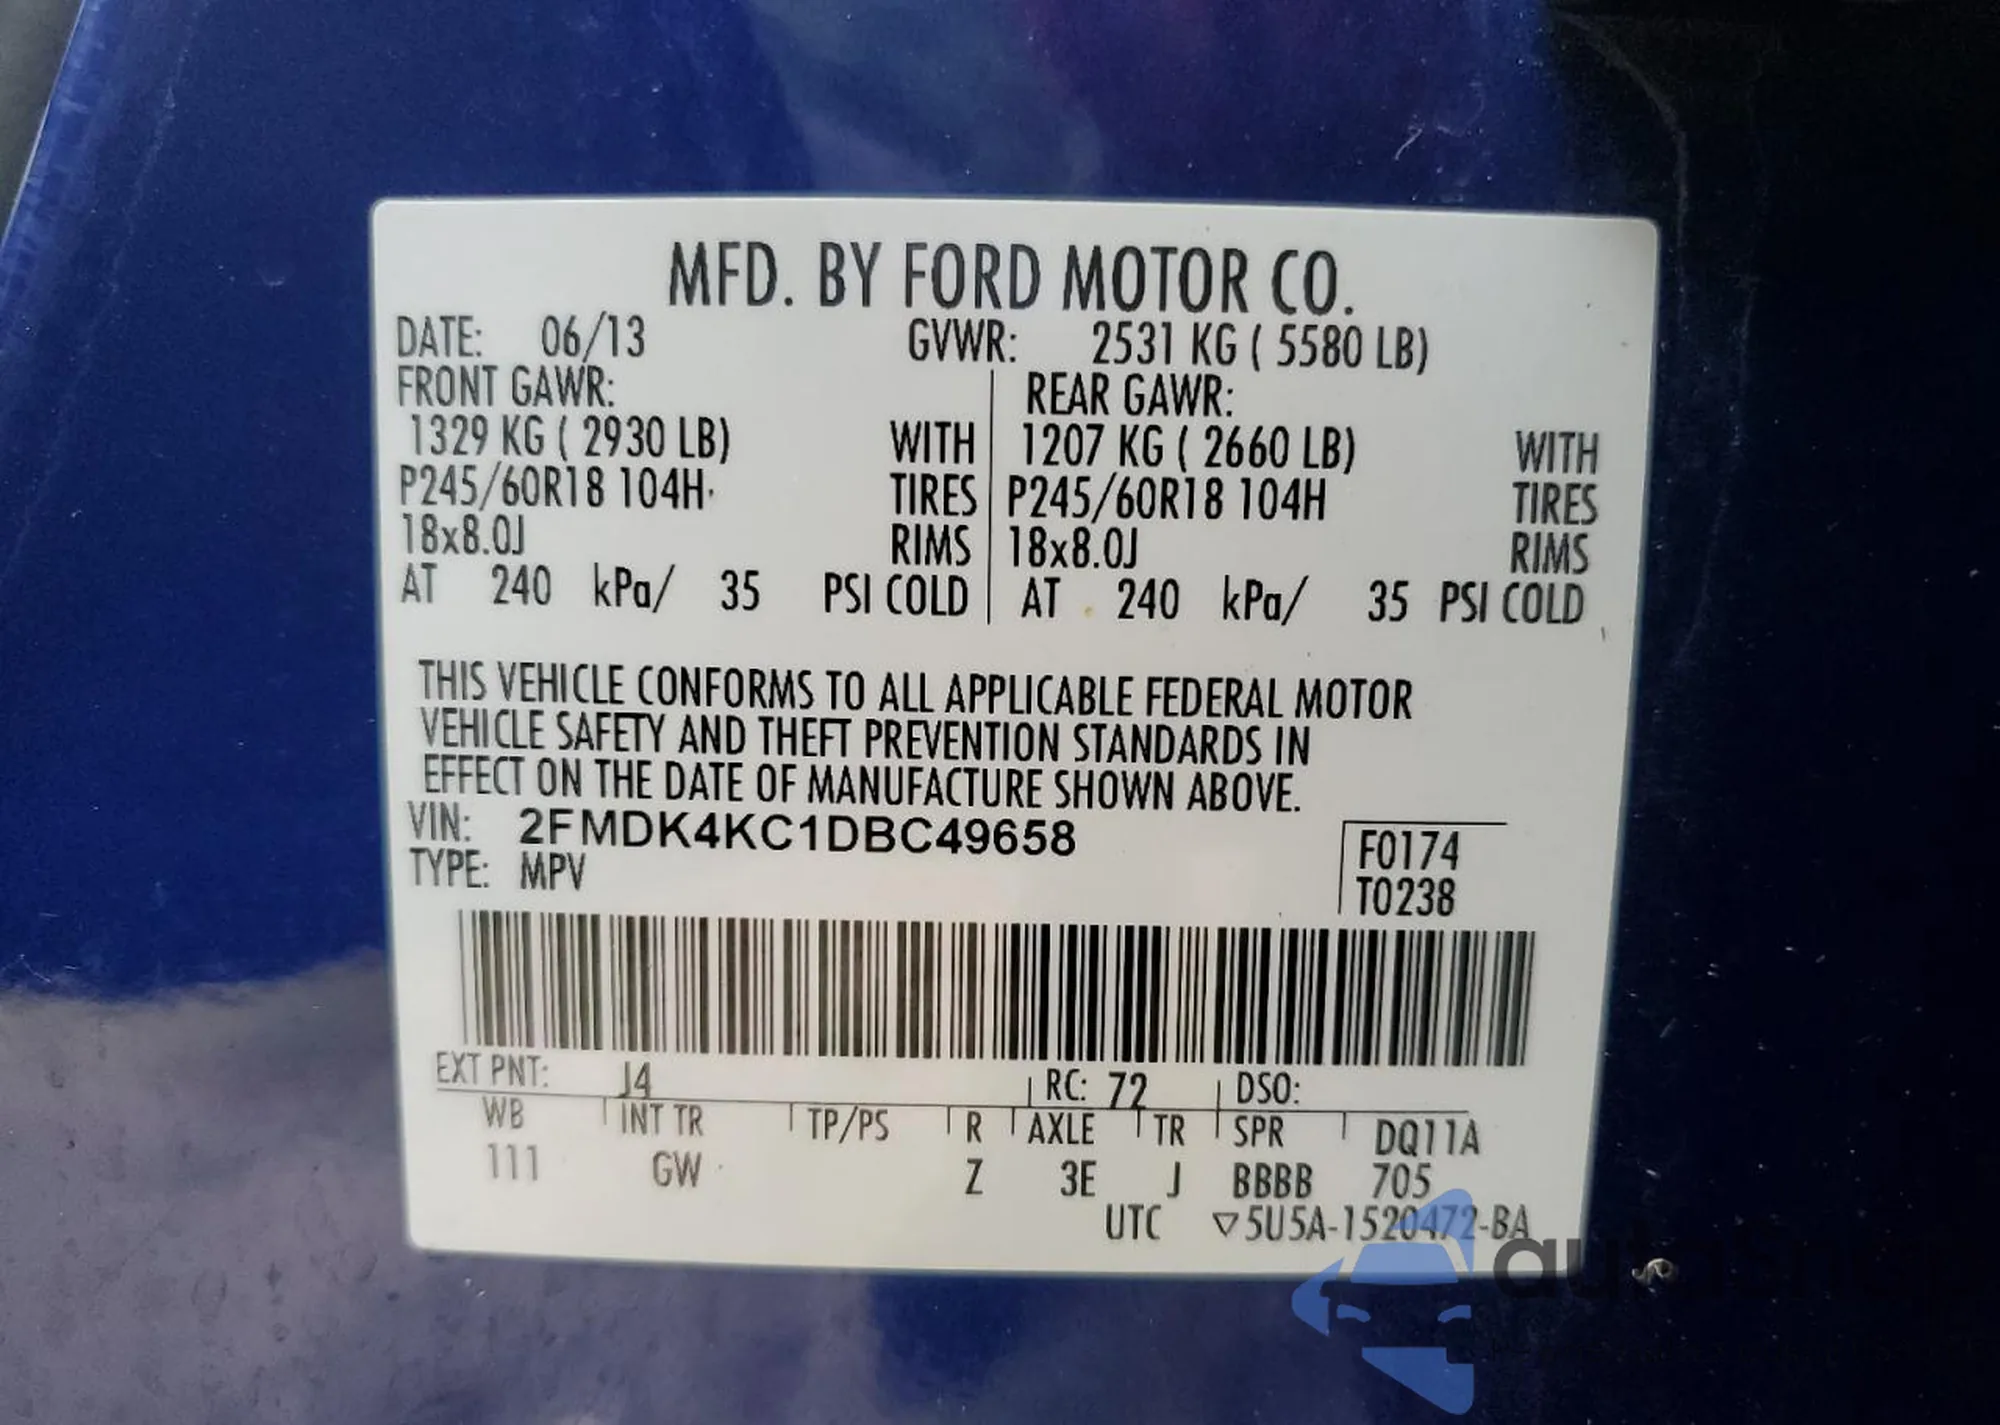 MFD. BY FORD MOTOR CO.
DATE: 06/13 GVWR: 2531 KG ( 5580 LB)
FRONT GAWR: REAR GAWR:
1329 KG ( 2930 LB) WITH 1207 KG ( 2660 LB) WITH
P245/60R18 104H TIRES P245/60R18 104H TIRES
18x8.0J RIMS 18x8.0J RIMS
AT 240 kPa/ 35 PSI COLD AT 240 kPa/ 35 PSI COLD
THIS VEHICLE CONFORMS TO ALL APPLICABLE FEDERAL MOTOR
VEHICLE SAFETY AND THEFT PREVENTION STANDARDS IN
EFFECT ON THE DATE OF MANUFACTURE SHOWN ABOVE.
VIN: 2FMDK4KC1DBC49658 F0174
TYPE: MPV T0238
EXT PNT: J4 RC: 72 DSO:
WB INT TR TP/PS R AXLE TR SPR DQ11A
111 GW Z 3E J BBBB 705
UTC ▽5U5A-1520472-BA